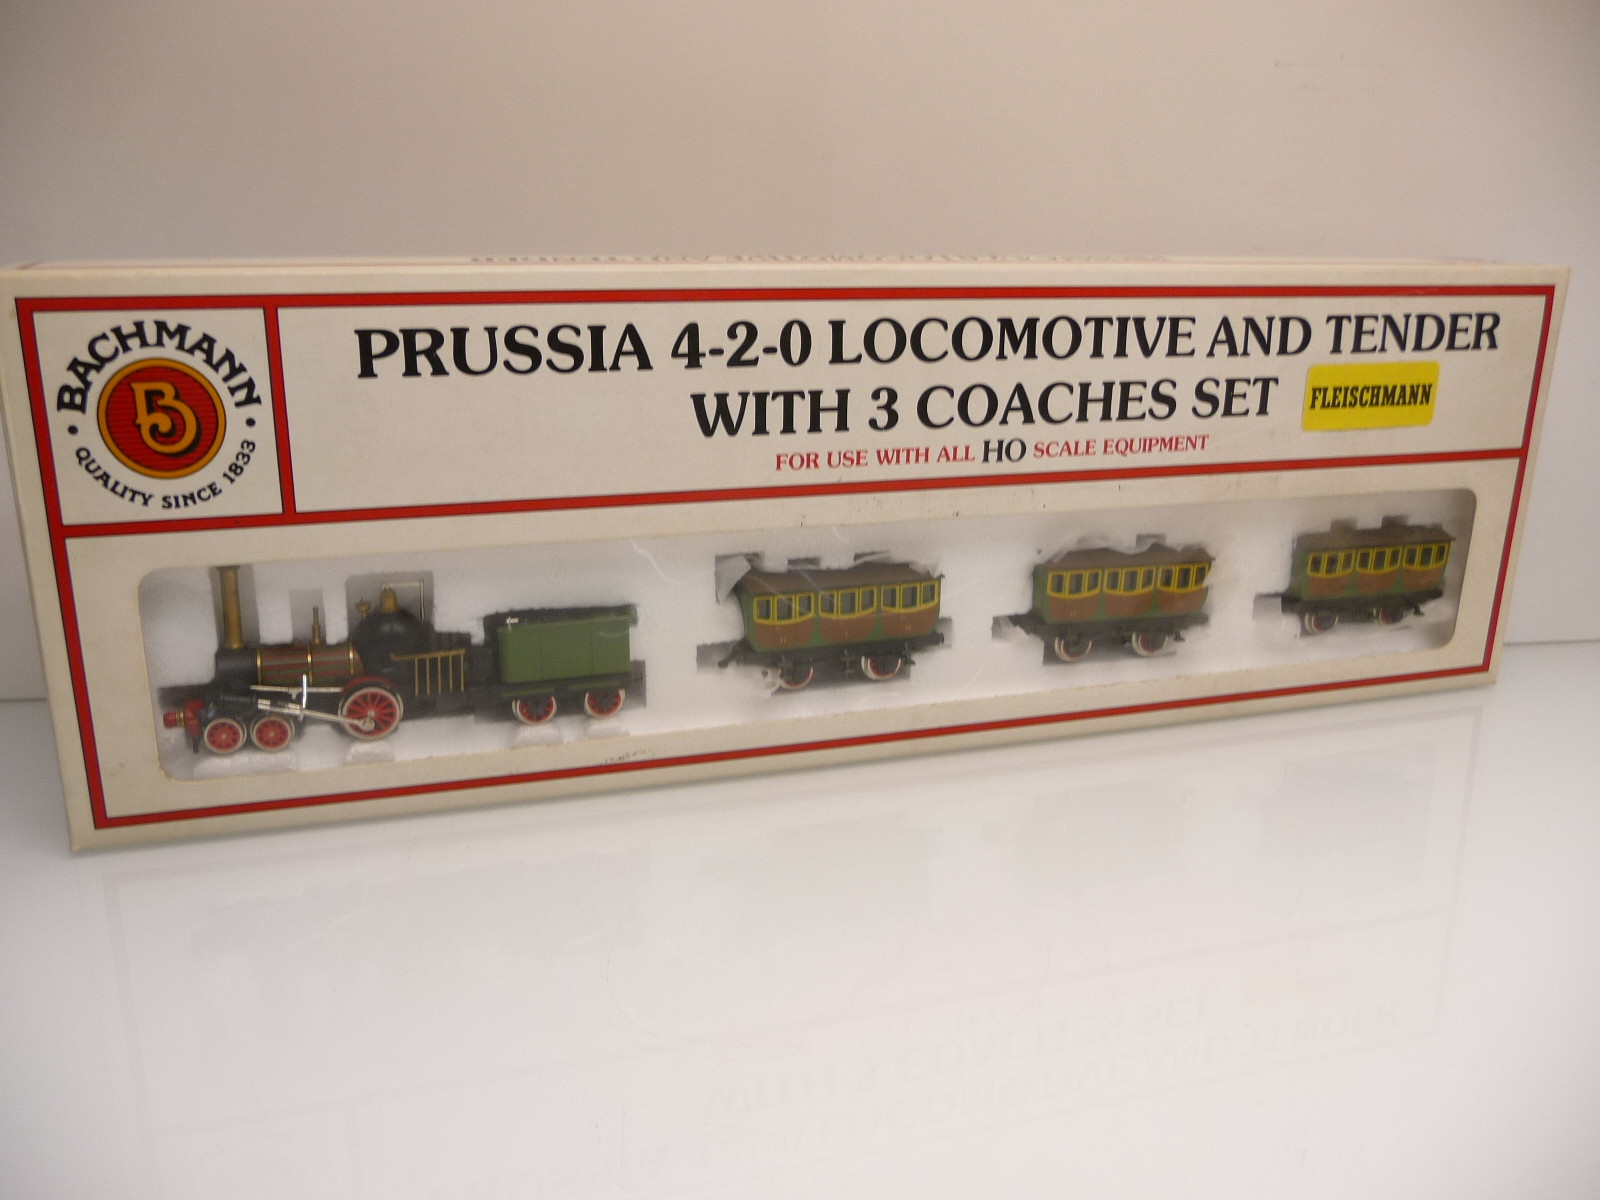 BACHMANN
B
• QUALITY SINCE 1833 •
PRUSSIA 4-2-0 LOCOMOTIVE AND TENDER
WITH 3 COACHES SET
FLEISCHMANN
FOR USE WITH ALL HO SCALE EQUIPMENT